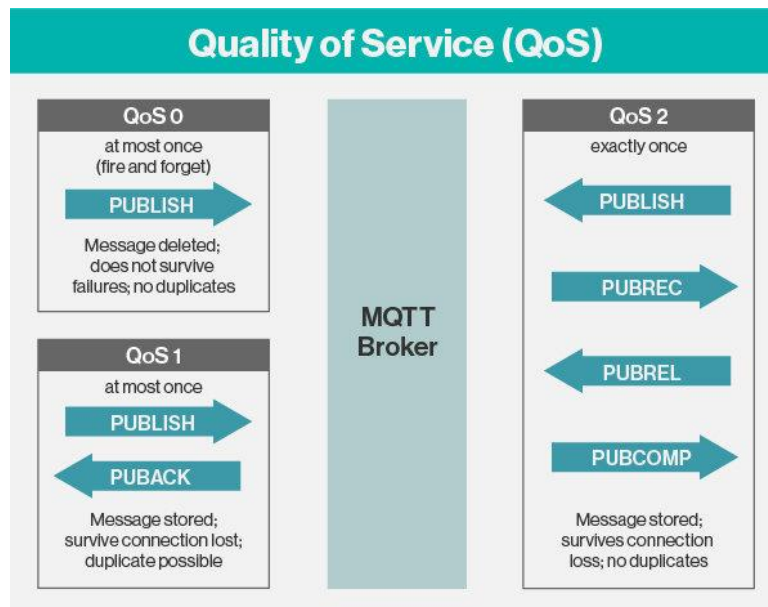 Quality of Service (QoS)
QoS 0
at most once
(fire and forget)
PUBLISH
Message deleted;
does not survive
failures; no duplicates
QoS 1
at most once
PUBLISH
PUBACK
Message stored;
survive connection lost;
duplicate possible
MQTT
Broker
QoS 2
exactly once
PUBLISH
PUBREC
PUBREL
PUBCOMP
Message stored;
survives connection
loss; no duplicates